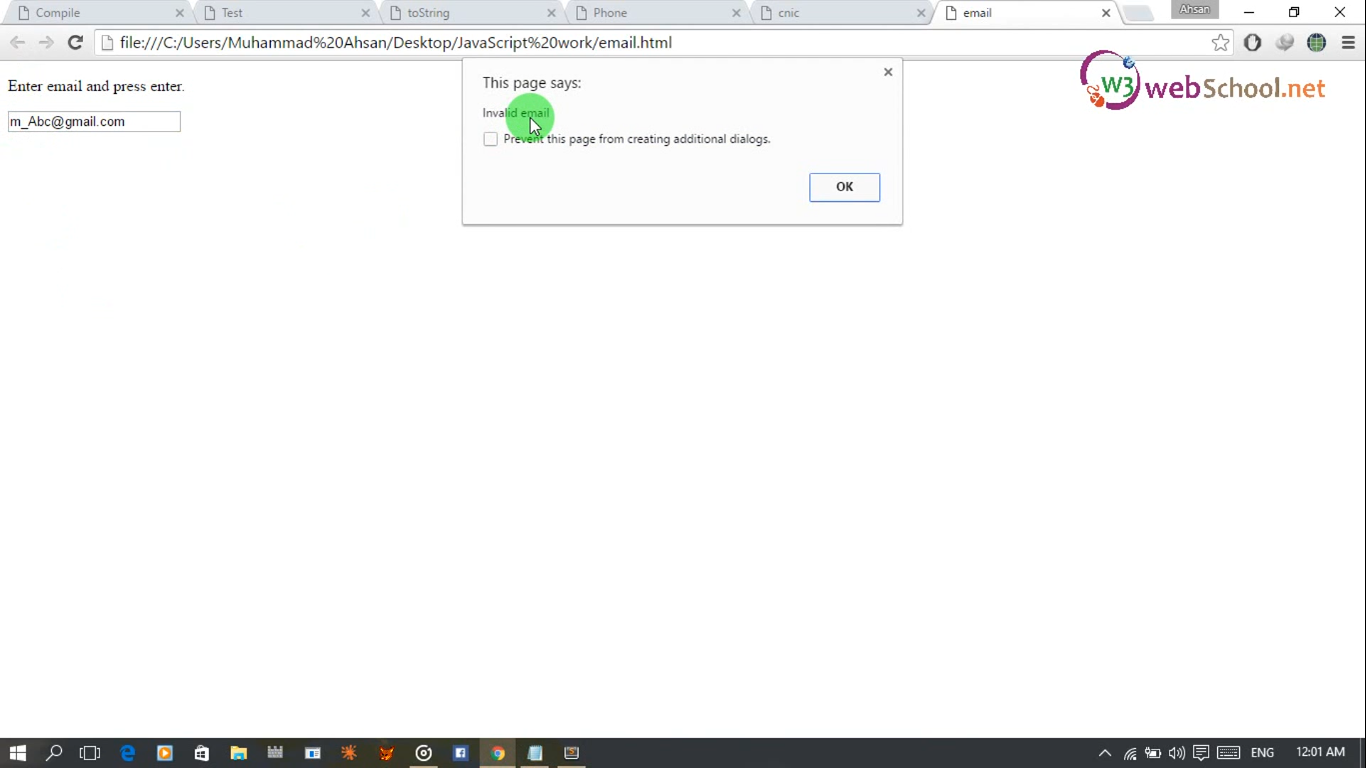 Compile
Test
toString
Phone
cnic
email
Ahsan
file:///C:/Users/Muhammad%20Ahsan/Desktop/JavaScript%20work/email.html
W3 webSchool.net
This page says:
Enter email and press enter.
Invalid email
m_Abc@gmail.com
Prevent this page from creating additional dialogs.
OK
ENG
12:01 AM